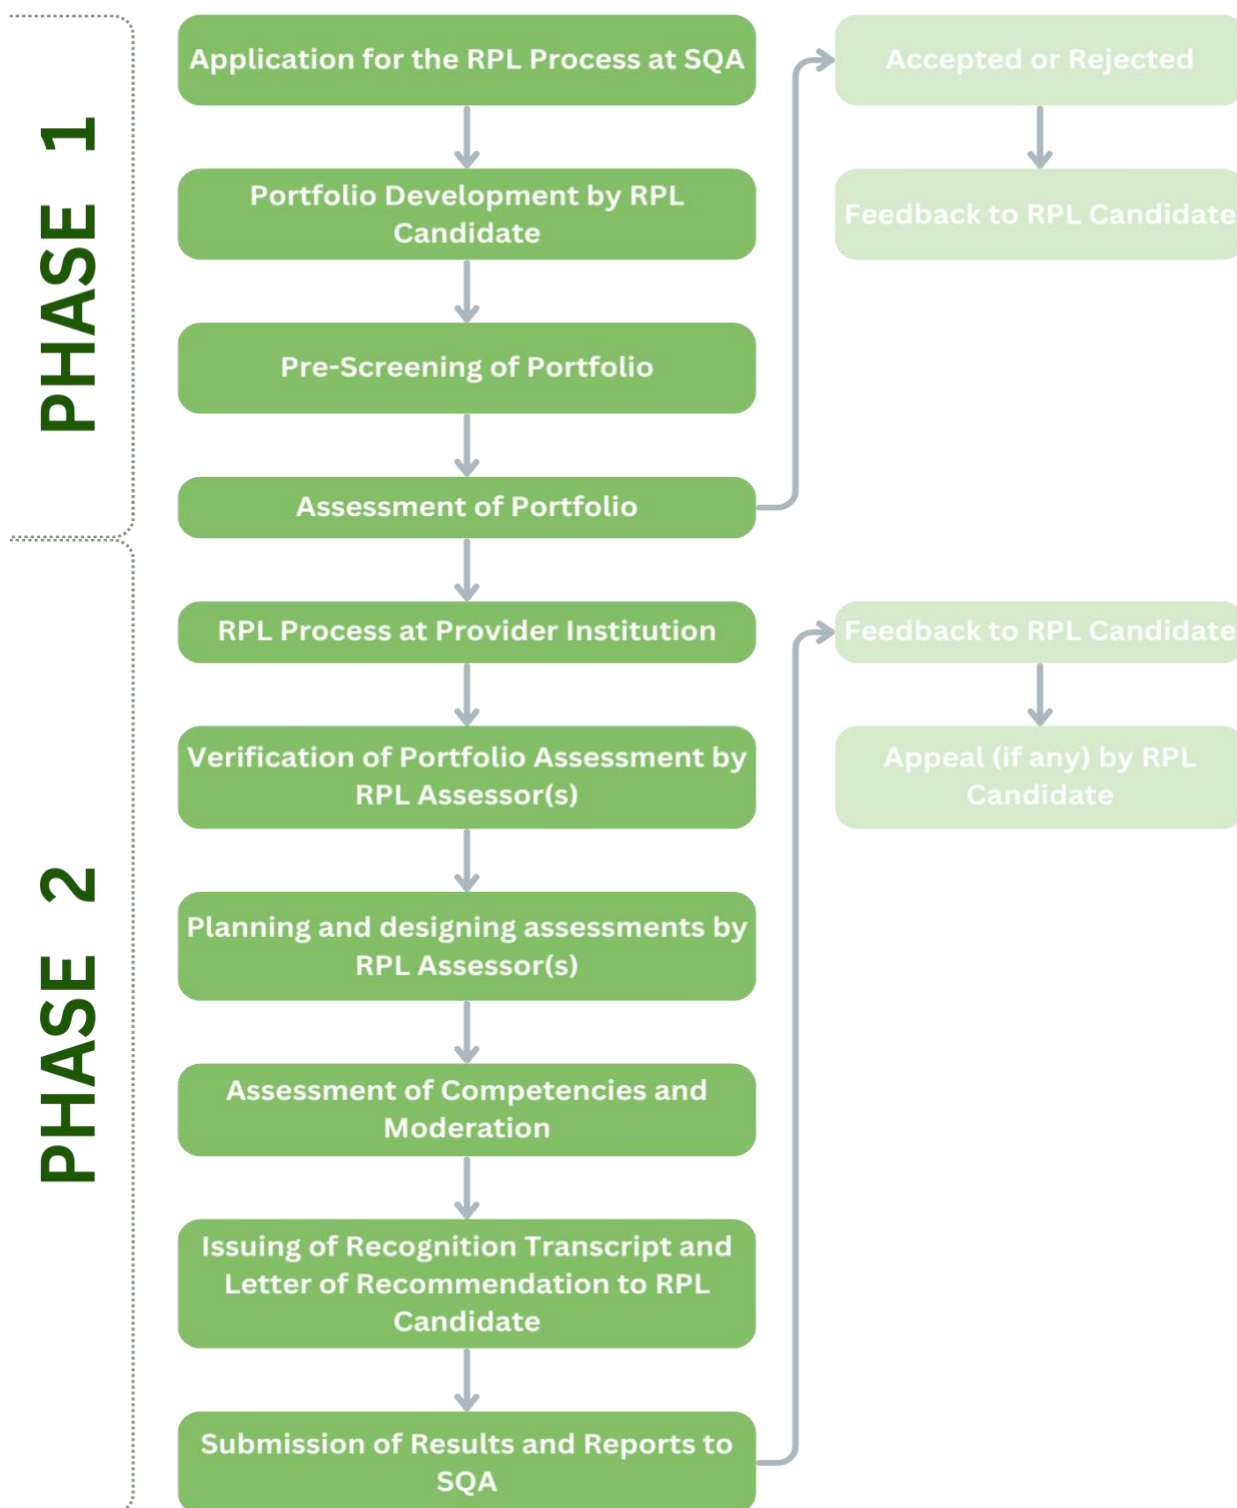 PHASE 1
Application for the RPL Process at SQA
Portfolio Development by RPL
Candidate
Pre-Screening of Portfolio
Assessment of Portfolio
Accepted or Rejected
Feedback to RPL Candidate
PHASE 2
RPL Process at Provider Institution
Verification of Portfolio Assessment by
RPL Assessor(s)
Planning and designing assessments by
RPL Assessor(s)
Assessment of Competencies and
Moderation
Issuing of Recognition Transcript and
Letter of Recommendation to RPL
Candidate
Submission of Results and Reports to
SQA
Feedback to RPL Candidate
Appeal (if any) by RPL
Candidate